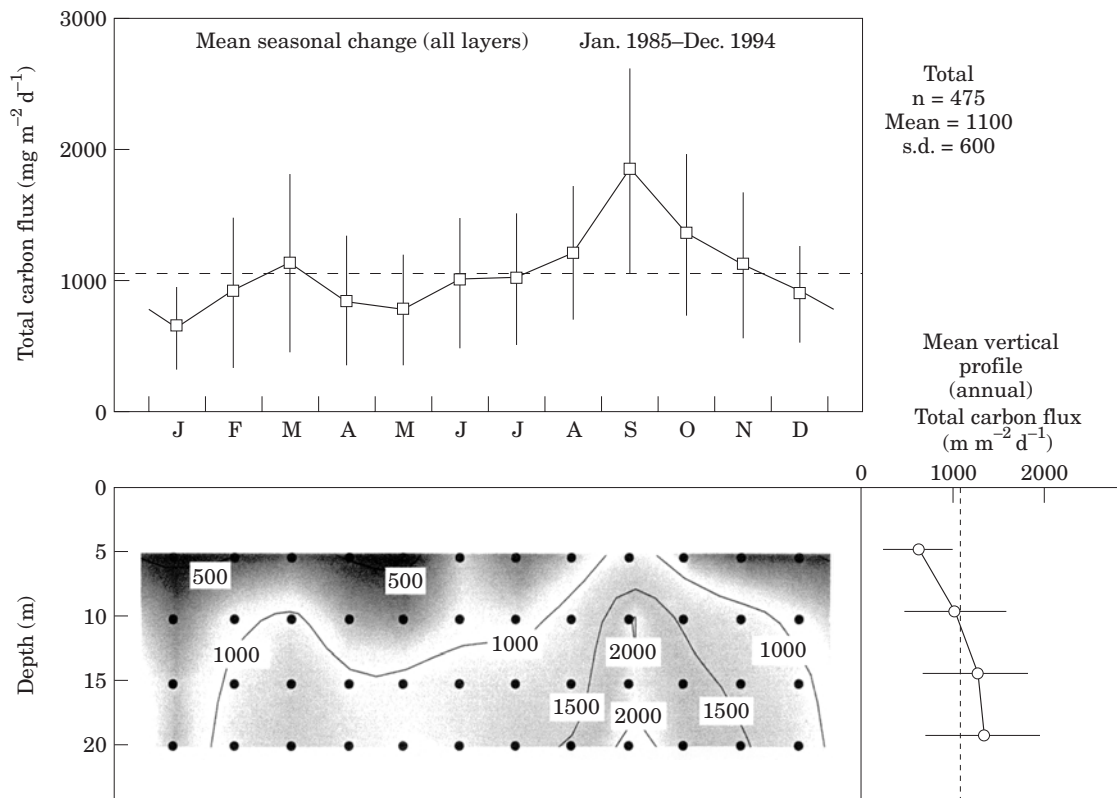 3000
Mean seasonal change (all layers) Jan. 1985–Dec. 1994
Total
n = 475
Mean = 1100
s.d. = 600
Total carbon flux (mg m⁻² d⁻¹)
2000
1000
0
J F M A M J J A S O N D
Mean vertical
profile
(annual)
Total carbon flux
(m m⁻² d⁻¹)
0 1000 2000
Depth (m)
0
5
10
15
20
500 500
1000 1000 2000 1000
1500 2000 1500